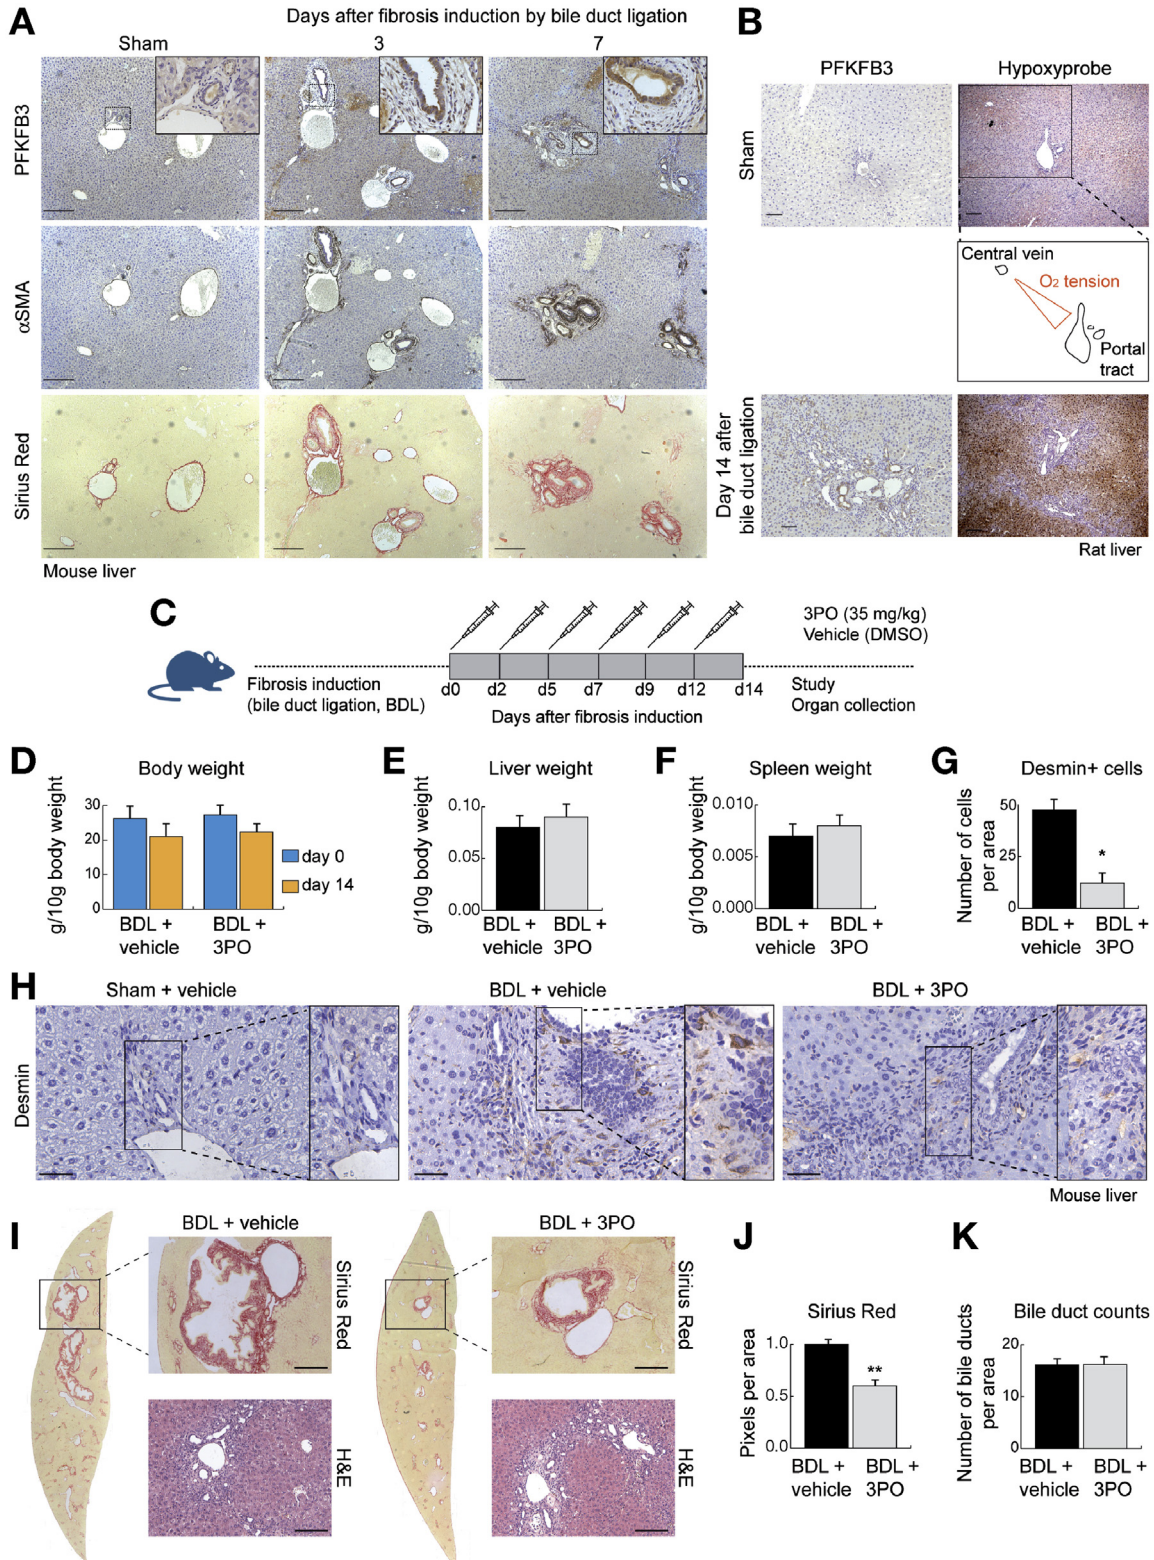 A
Days after fibrosis induction by bile duct ligation
Sham
3
7
PFKFB3
αSMA
Sirius Red
Mouse liver
B
PFKFB3
Hypoxyprobe
Sham
Central vein
O₂ tension
Portal
tract
Day 14 after
bile duct ligation
Rat liver
C
3PO (35 mg/kg)
Vehicle (DMSO)
Fibrosis induction
(bile duct ligation, BDL)
d0
d2
d5
d7
d9
d12
d14
Days after fibrosis induction
Study
Organ collection
D
Body weight
g/10g body weight
30
20
10
0
BDL +
vehicle
BDL +
3PO
day 0
day 14
E
Liver weight
g/10g body weight
0.10
0.05
0.00
BDL +
vehicle
BDL +
3PO
F
Spleen weight
g/10g body weight
0.010
0.005
0.000
BDL +
vehicle
BDL +
3PO
G
Desmin+ cells
Number of cells
per area
50
25
0
*
BDL +
vehicle
BDL +
3PO
H
Sham + vehicle
BDL + vehicle
BDL + 3PO
Desmin
Mouse liver
I
BDL + vehicle
Sirius Red
H&E
BDL + 3PO
Sirius Red
H&E
J
Sirius Red
Pixels per area
1.0
0.5
0.0
**
BDL +
vehicle
BDL +
3PO
K
Bile duct counts
Number of bile ducts
per area
20
10
0
BDL +
vehicle
BDL +
3PO